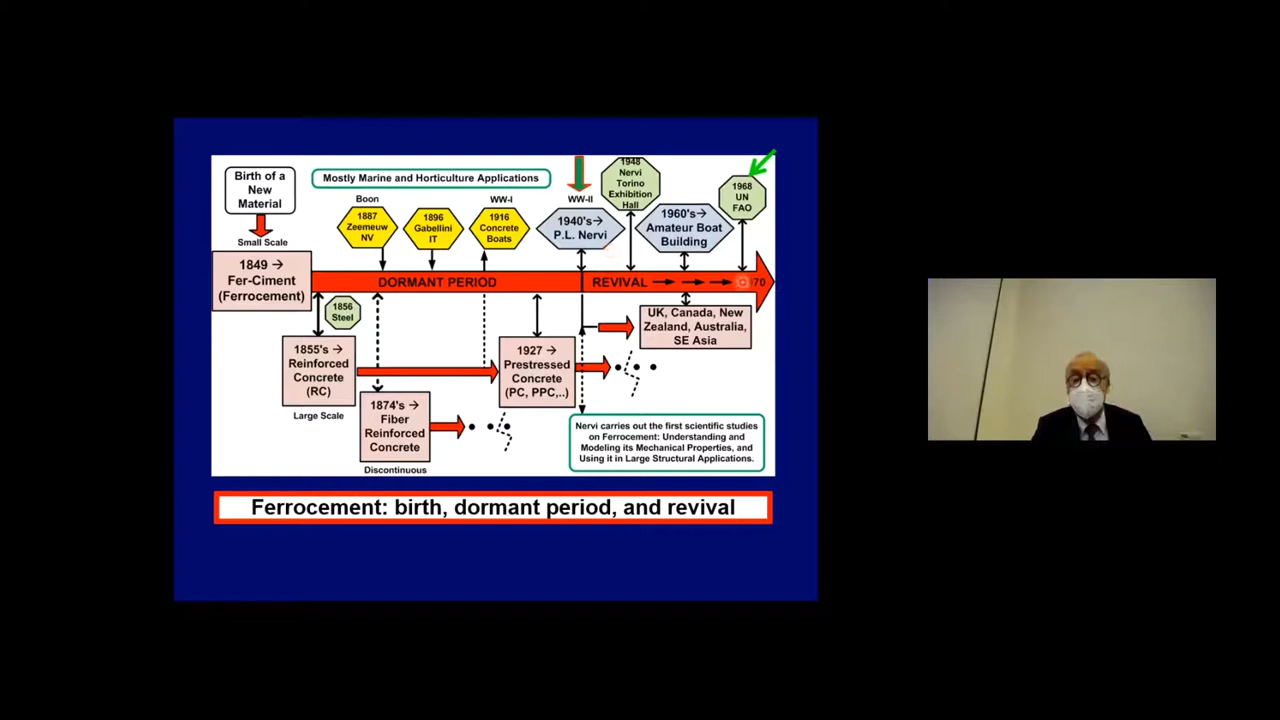 Birth of a
New
Material
Small Scale
Mostly Marine and Horticulture Applications
Boon
1887
Zeemeuw
NV
1896
Gabellini
IT
WW-I
1916
Concrete
Boats
WW-II
1940's→
P.L. Nervi
1948
Nervi
Torino
Exhibition
Hall
1960's→
Amateur Boat
Building
1968
UN
FAO
1849 →
Fer-Ciment
(Ferrocement)
DORMANT PERIOD
REVIVAL
70
1856
Steel
1855's →
Reinforced
Concrete
(RC)
Large Scale
1874's →
Fiber
Reinforced
Concrete
Discontinuous
1927 →
Prestressed
Concrete
(PC, PPC,..)
UK, Canada, New
Zealand, Australia,
SE Asia
Nervi carries out the first scientific studies
on Ferrocement: Understanding and
Modeling its Mechanical Properties, and
Using it in Large Structural Applications.
Ferrocement: birth, dormant period, and revival